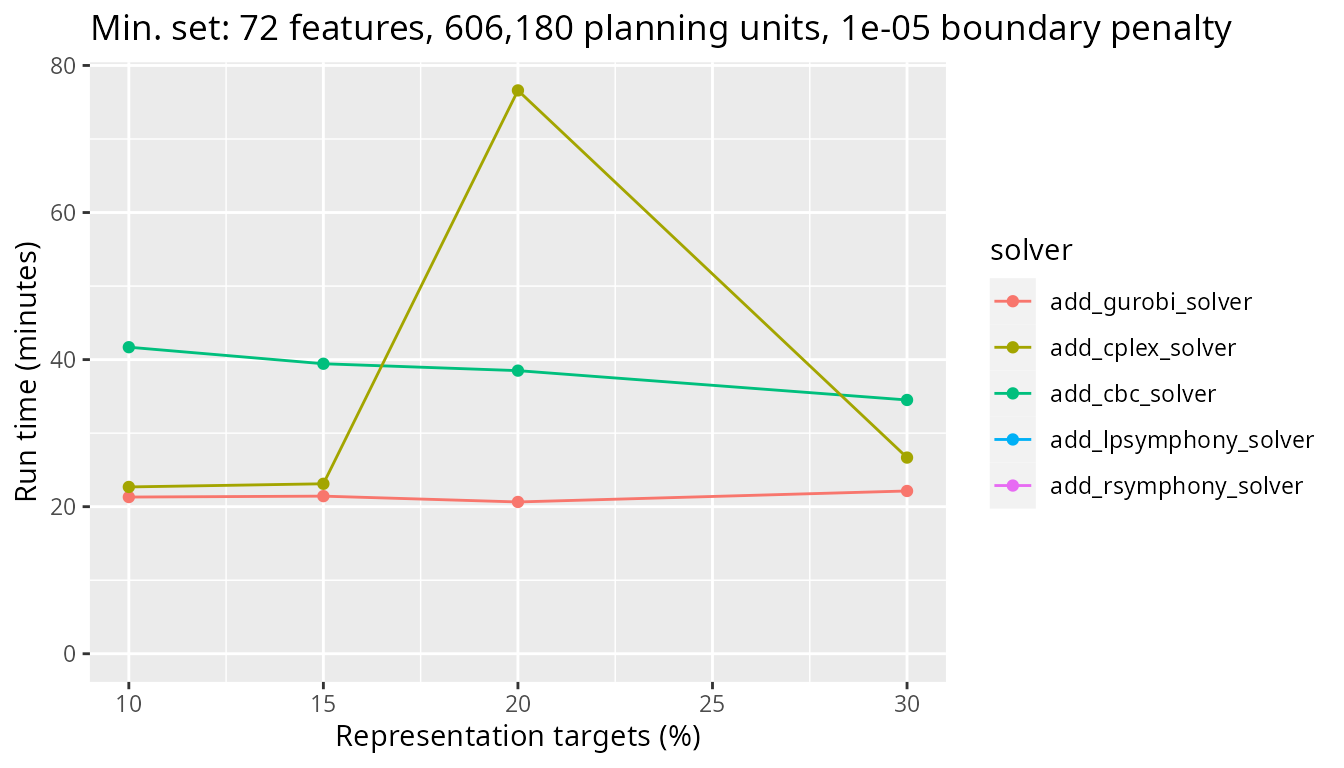 Min. set: 72 features, 606,180 planning units, 1e-05 boundary penalty
80
60
40
20
0
Run time (minutes)
10 15 20 25 30
Representation targets (%)
solver
add_gurobi_solver
add_cplex_solver
add_cbc_solver
add_lpsymphony_solver
add_rsymphony_solver